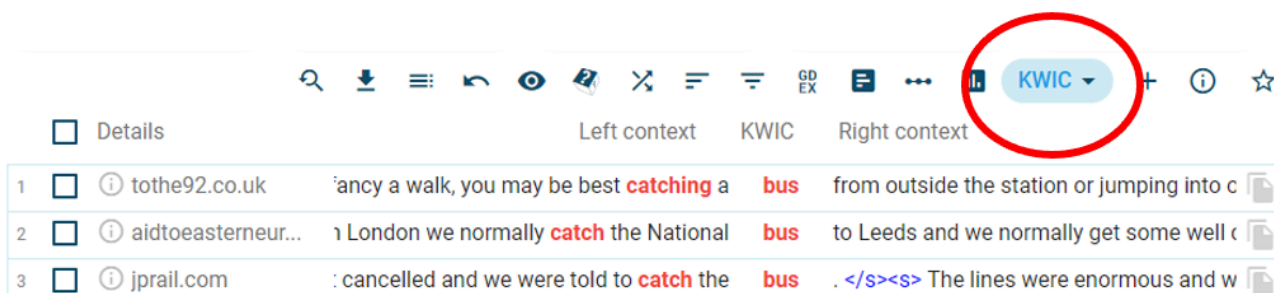 GD
EX
KWIC
Details Left context KWIC Right context
1 tothe92.co.uk fancy a walk, you may be best catching a bus from outside the station or jumping into
2 aidtoeasterneur... London we normally catch the National bus to Leeds and we normally get some well
3 jprail.com cancelled and we were told to catch the bus . </s><s> The lines were enormous and